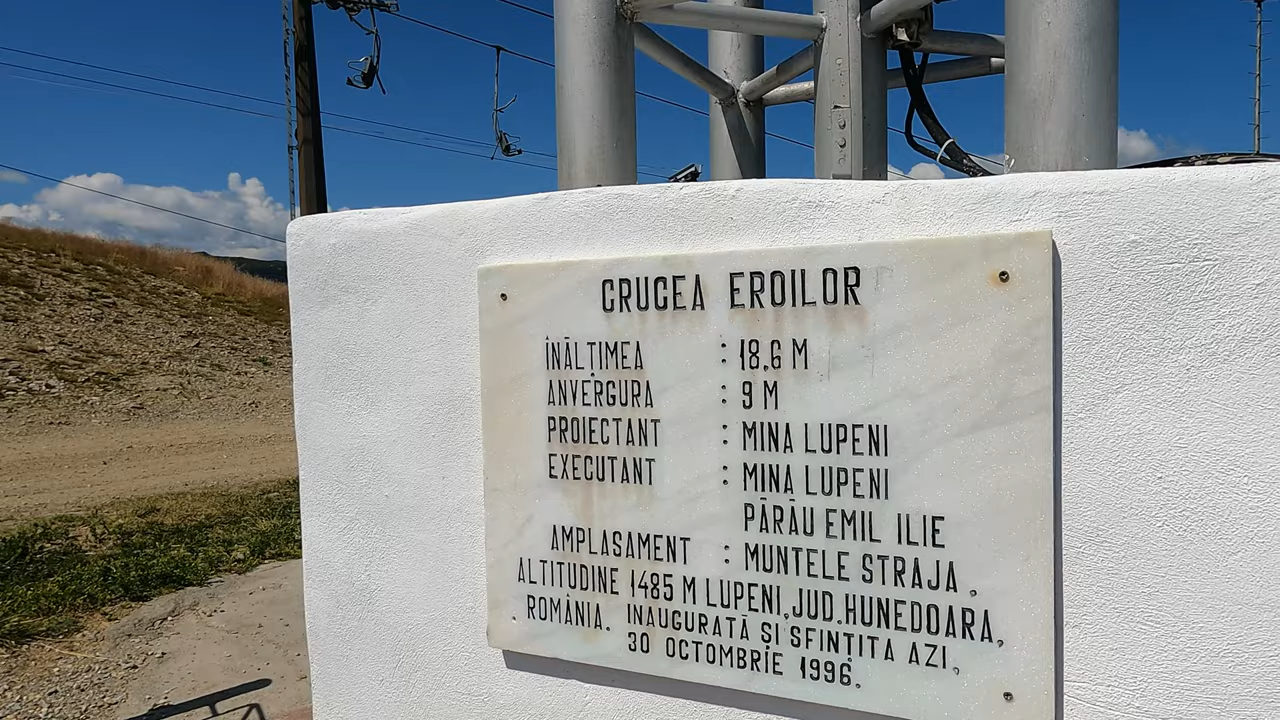 CRUCEA EROILOR
ÎNĂLȚIMEA : 18,6 M
ANVERGURA : 9 M
PROIECTANT : MINA LUPENI
EXECUTANT : MINA LUPENI
PĂRĂU EMIL ILIE
AMPLASAMENT : MUNTELE STRAJA,
ALTITUDINE 1485 M LUPENI, JUD. HUNEDOARA,
ROMÂNIA. INAUGURATĂ ȘI SFINȚITA AZI,
30 OCTOMBRIE 1996.